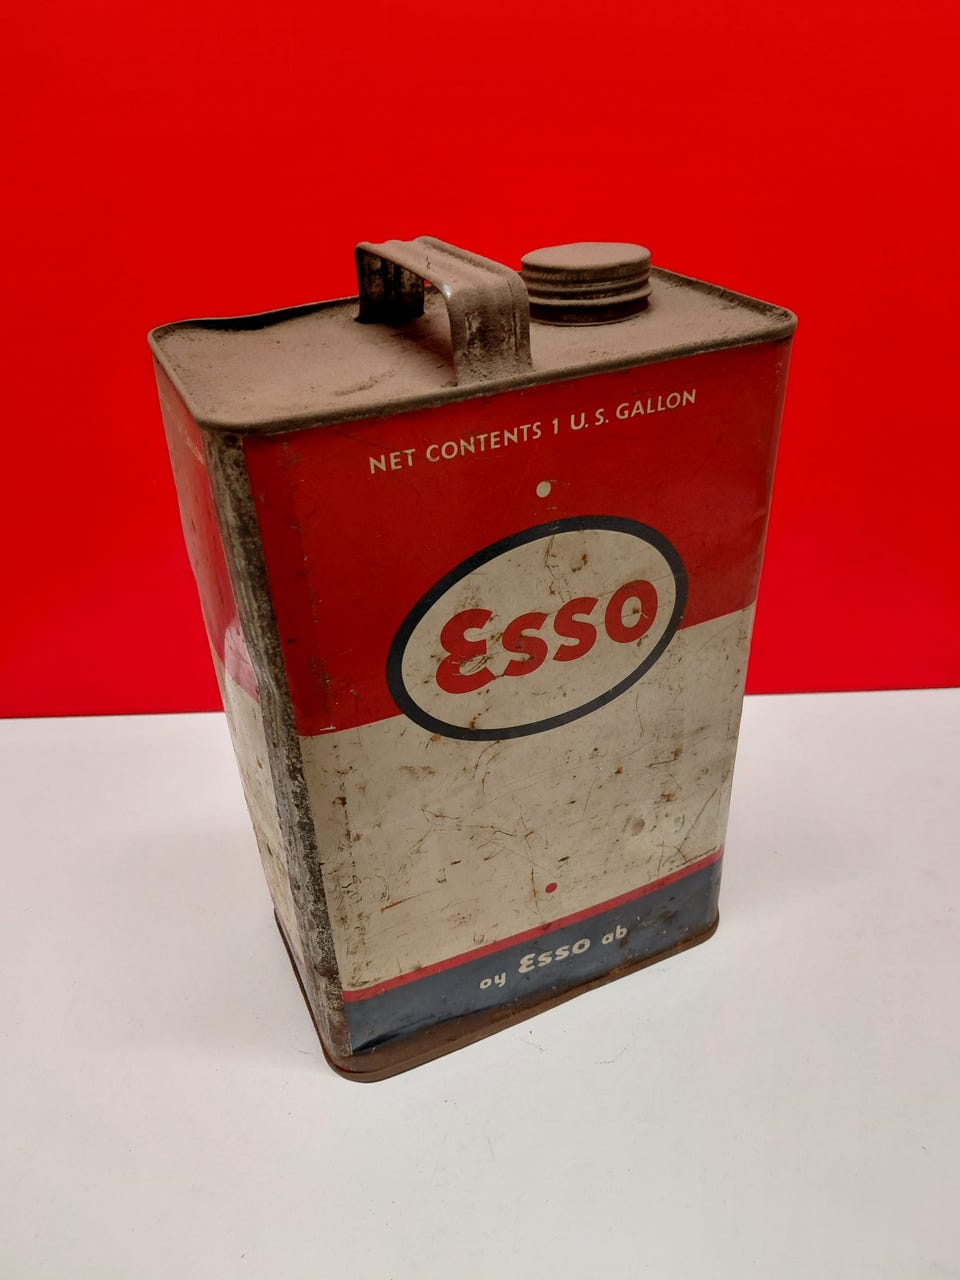 NET CONTENTS 1 U.S. GALLON
Esso
oy Esso ab